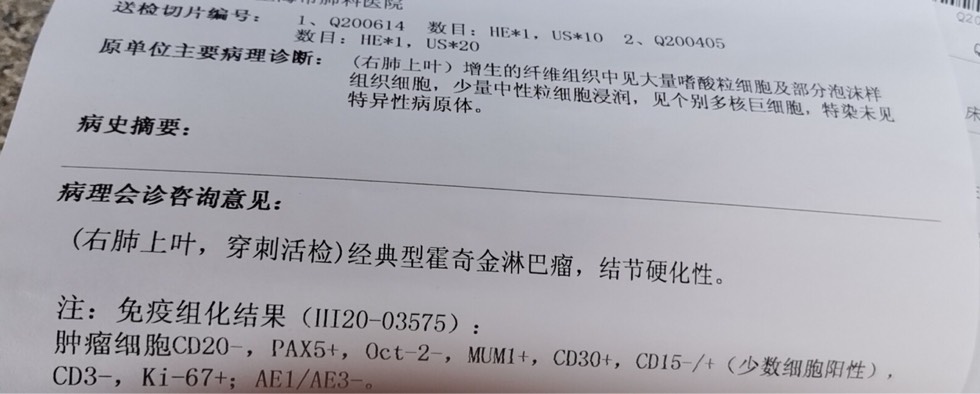 市肺科医院
送检切片编号： 1、Q200614 数目：HE*1，US*10 2、Q200405
数目：HE*1，US*20
原单位主要病理诊断： （右肺上叶）增生的纤维组织中见大量嗜酸粒细胞及部分泡沫样
组织细胞，少量中性粒细胞浸润，见个别多核巨细胞，特染未见
特异性病原体。
病史摘要：
病理会诊咨询意见：
(右肺上叶，穿刺活检)经典型霍奇金淋巴瘤，结节硬化性。
注：免疫组化结果（III20-03575）：
肿瘤细胞CD20-，PAX5+，Oct-2-，MUM1+，CD30+，CD15-/+（少数细胞阳性），
CD3-，Ki-67+；AE1/AE3-。